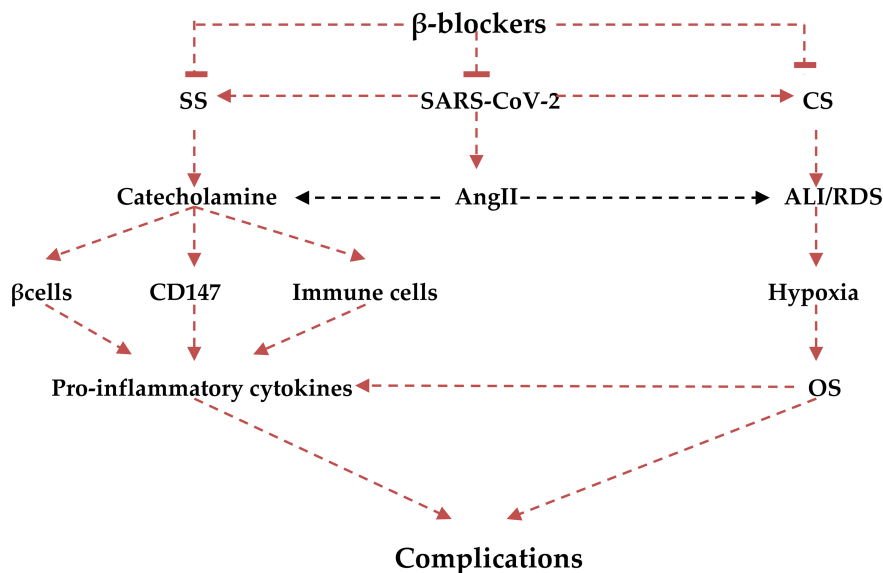 β-blockers
SS SARS-CoV-2 CS
Catecholamine AngII ALI/RDS
βcells CD147 Immune cells Hypoxia
Pro-inflammatory cytokines OS
Complications